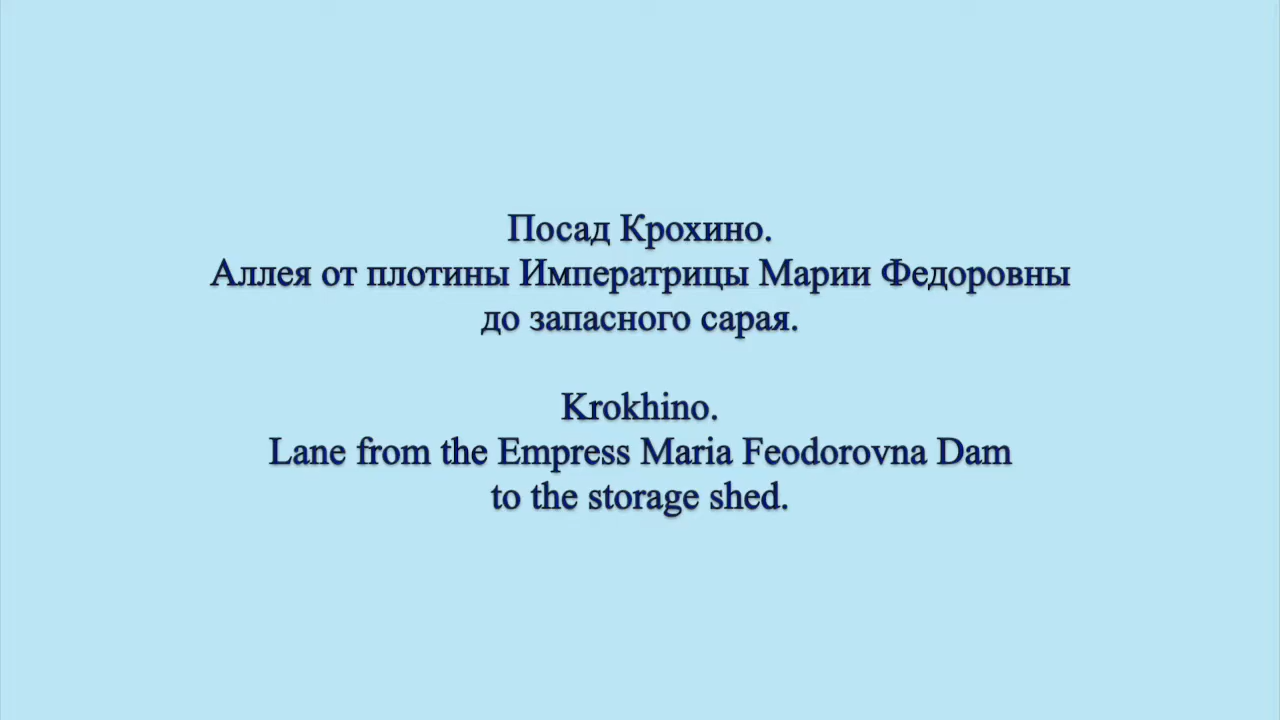 Посад Крохино.
Аллея от плотины Императрицы Марии Федоровны
до запасного сарая.
Krokhino.
Lane from the Empress Maria Feodorovna Dam
to the storage shed.